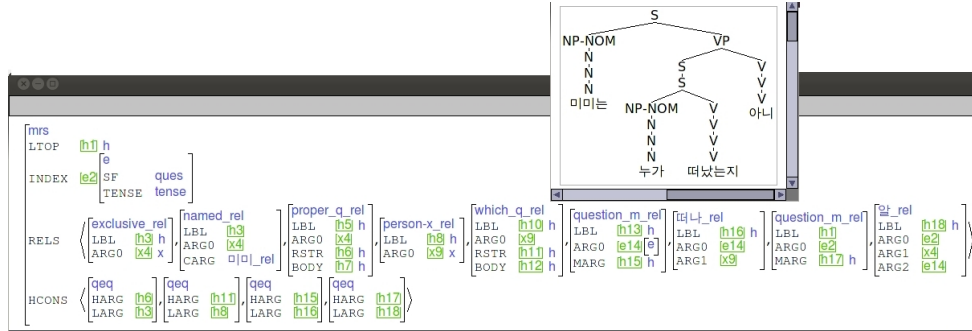 S
NP-NOM VP
N S V
N S V
N V
미미는 NP-NOM V 아니
N V
N V
N V
N V
누가 떠났는지
mrs
LTOP h1 h
INDEX e2 e
SF ques
TENSE tense
RELS
exclusive_rel
LBL h3 h
ARG0 x4 x
named_rel
LBL h3
ARG0 x4
CARG 미미_rel
proper_q_rel
LBL h5 h
ARG0 x4
RSTR h6 h
BODY h7 h
person-x_rel
LBL h8 h
ARG0 x9 x
which_q_rel
LBL h10 h
ARG0 x9
RSTR h11 h
BODY h12 h
question_m_rel
LBL h13 h
ARG0 e14 e
MARG h15 h
떠나_rel
LBL h16 h
ARG0 e14
ARG1 x9
question_m_rel
LBL h1
ARG0 e2
MARG h17 h
알_rel
LBL h18 h
ARG0 e2
ARG1 x4
ARG2 e14
HCONS
qeq
HARG h6
LARG h3
qeq
HARG h11
LARG h8
qeq
HARG h15
LARG h16
qeq
HARG h17
LARG h18